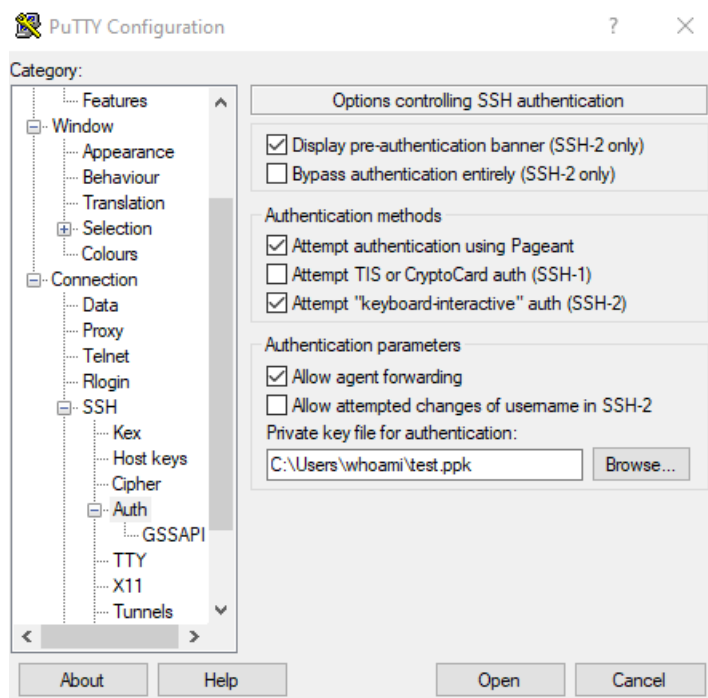 PuTTY Configuration
?
Category:
Features
Window
Appearance
Behaviour
Translation
Selection
Colours
Connection
Data
Proxy
Telnet
Rlogin
SSH
Kex
Host keys
Cipher
Auth
GSSAPI
TTY
X11
Tunnels
Options controlling SSH authentication
Display pre-authentication banner (SSH-2 only)
Bypass authentication entirely (SSH-2 only)
Authentication methods
Attempt authentication using Pageant
Attempt TIS or CryptoCard auth (SSH-1)
Attempt "keyboard-interactive" auth (SSH-2)
Authentication parameters
Allow agent forwarding
Allow attempted changes of username in SSH-2
Private key file for authentication:
C:\Users\whoami\test.ppk
Browse...
About
Help
Open
Cancel